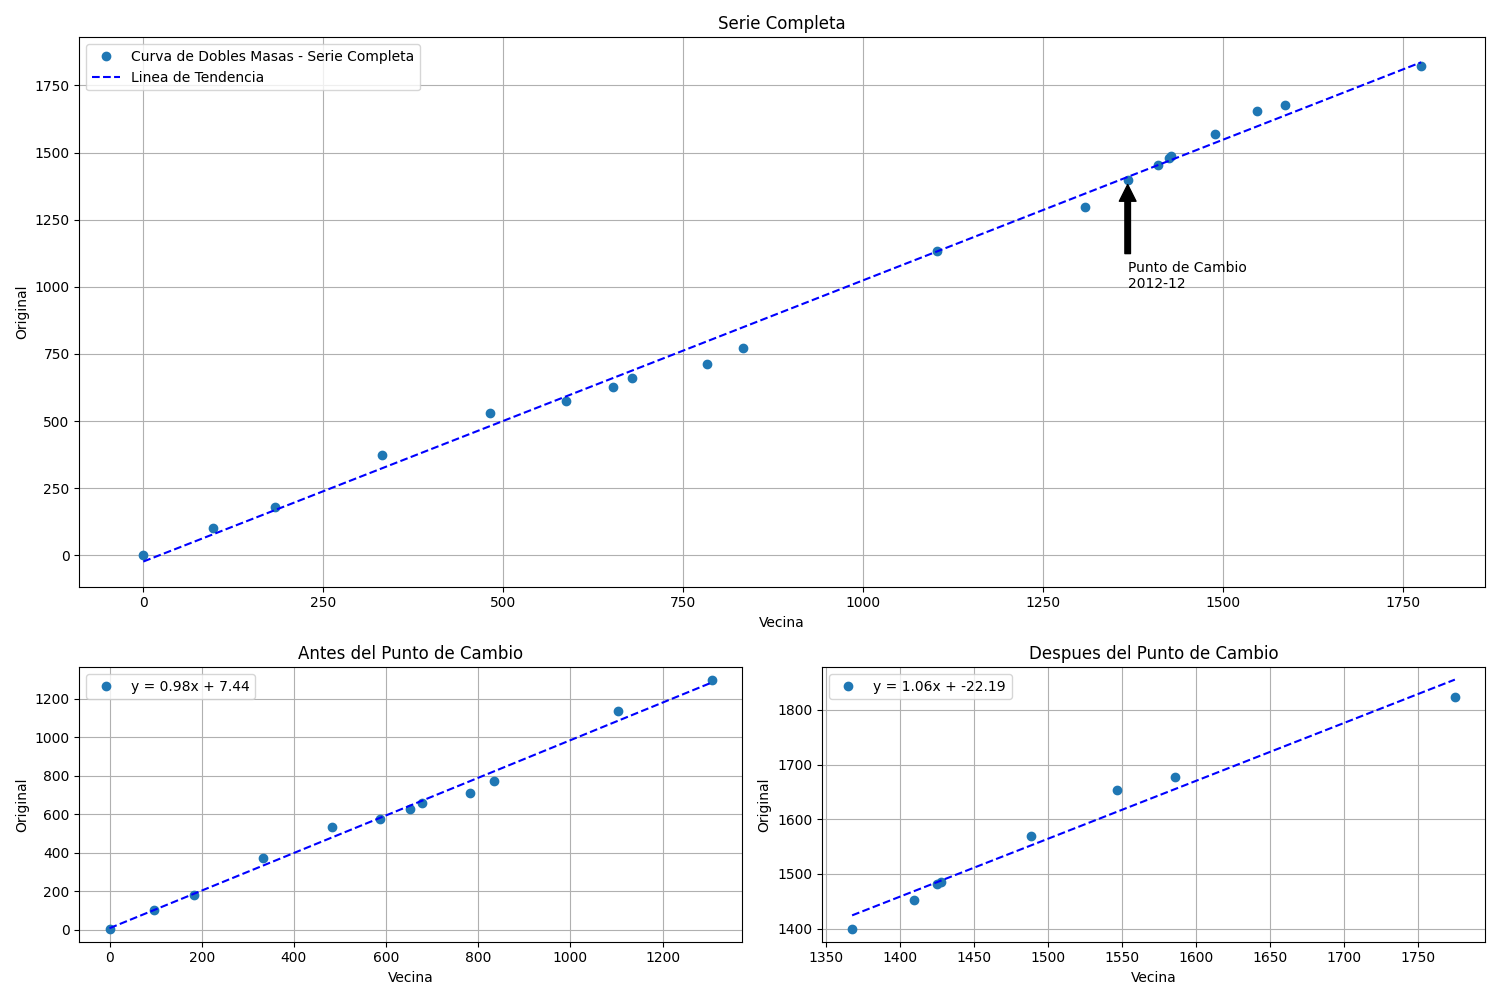 Serie Completa
Curva de Dobles Masas - Serie Completa
Linea de Tendencia
1750
1500
1250
1000
750
500
250
0
Original
Punto de Cambio
2012-12
0 250 500 750 1000 1250 1500 1750
Vecina
Antes del Punto de Cambio
y = 0.98x + 7.44
1200
1000
800
600
400
200
0
Original
0 200 400 600 800 1000 1200
Vecina
Despues del Punto de Cambio
y = 1.06x + -22.19
1800
1700
1600
1500
1400
Original
1350 1400 1450 1500 1550 1600 1650 1700 1750
Vecina